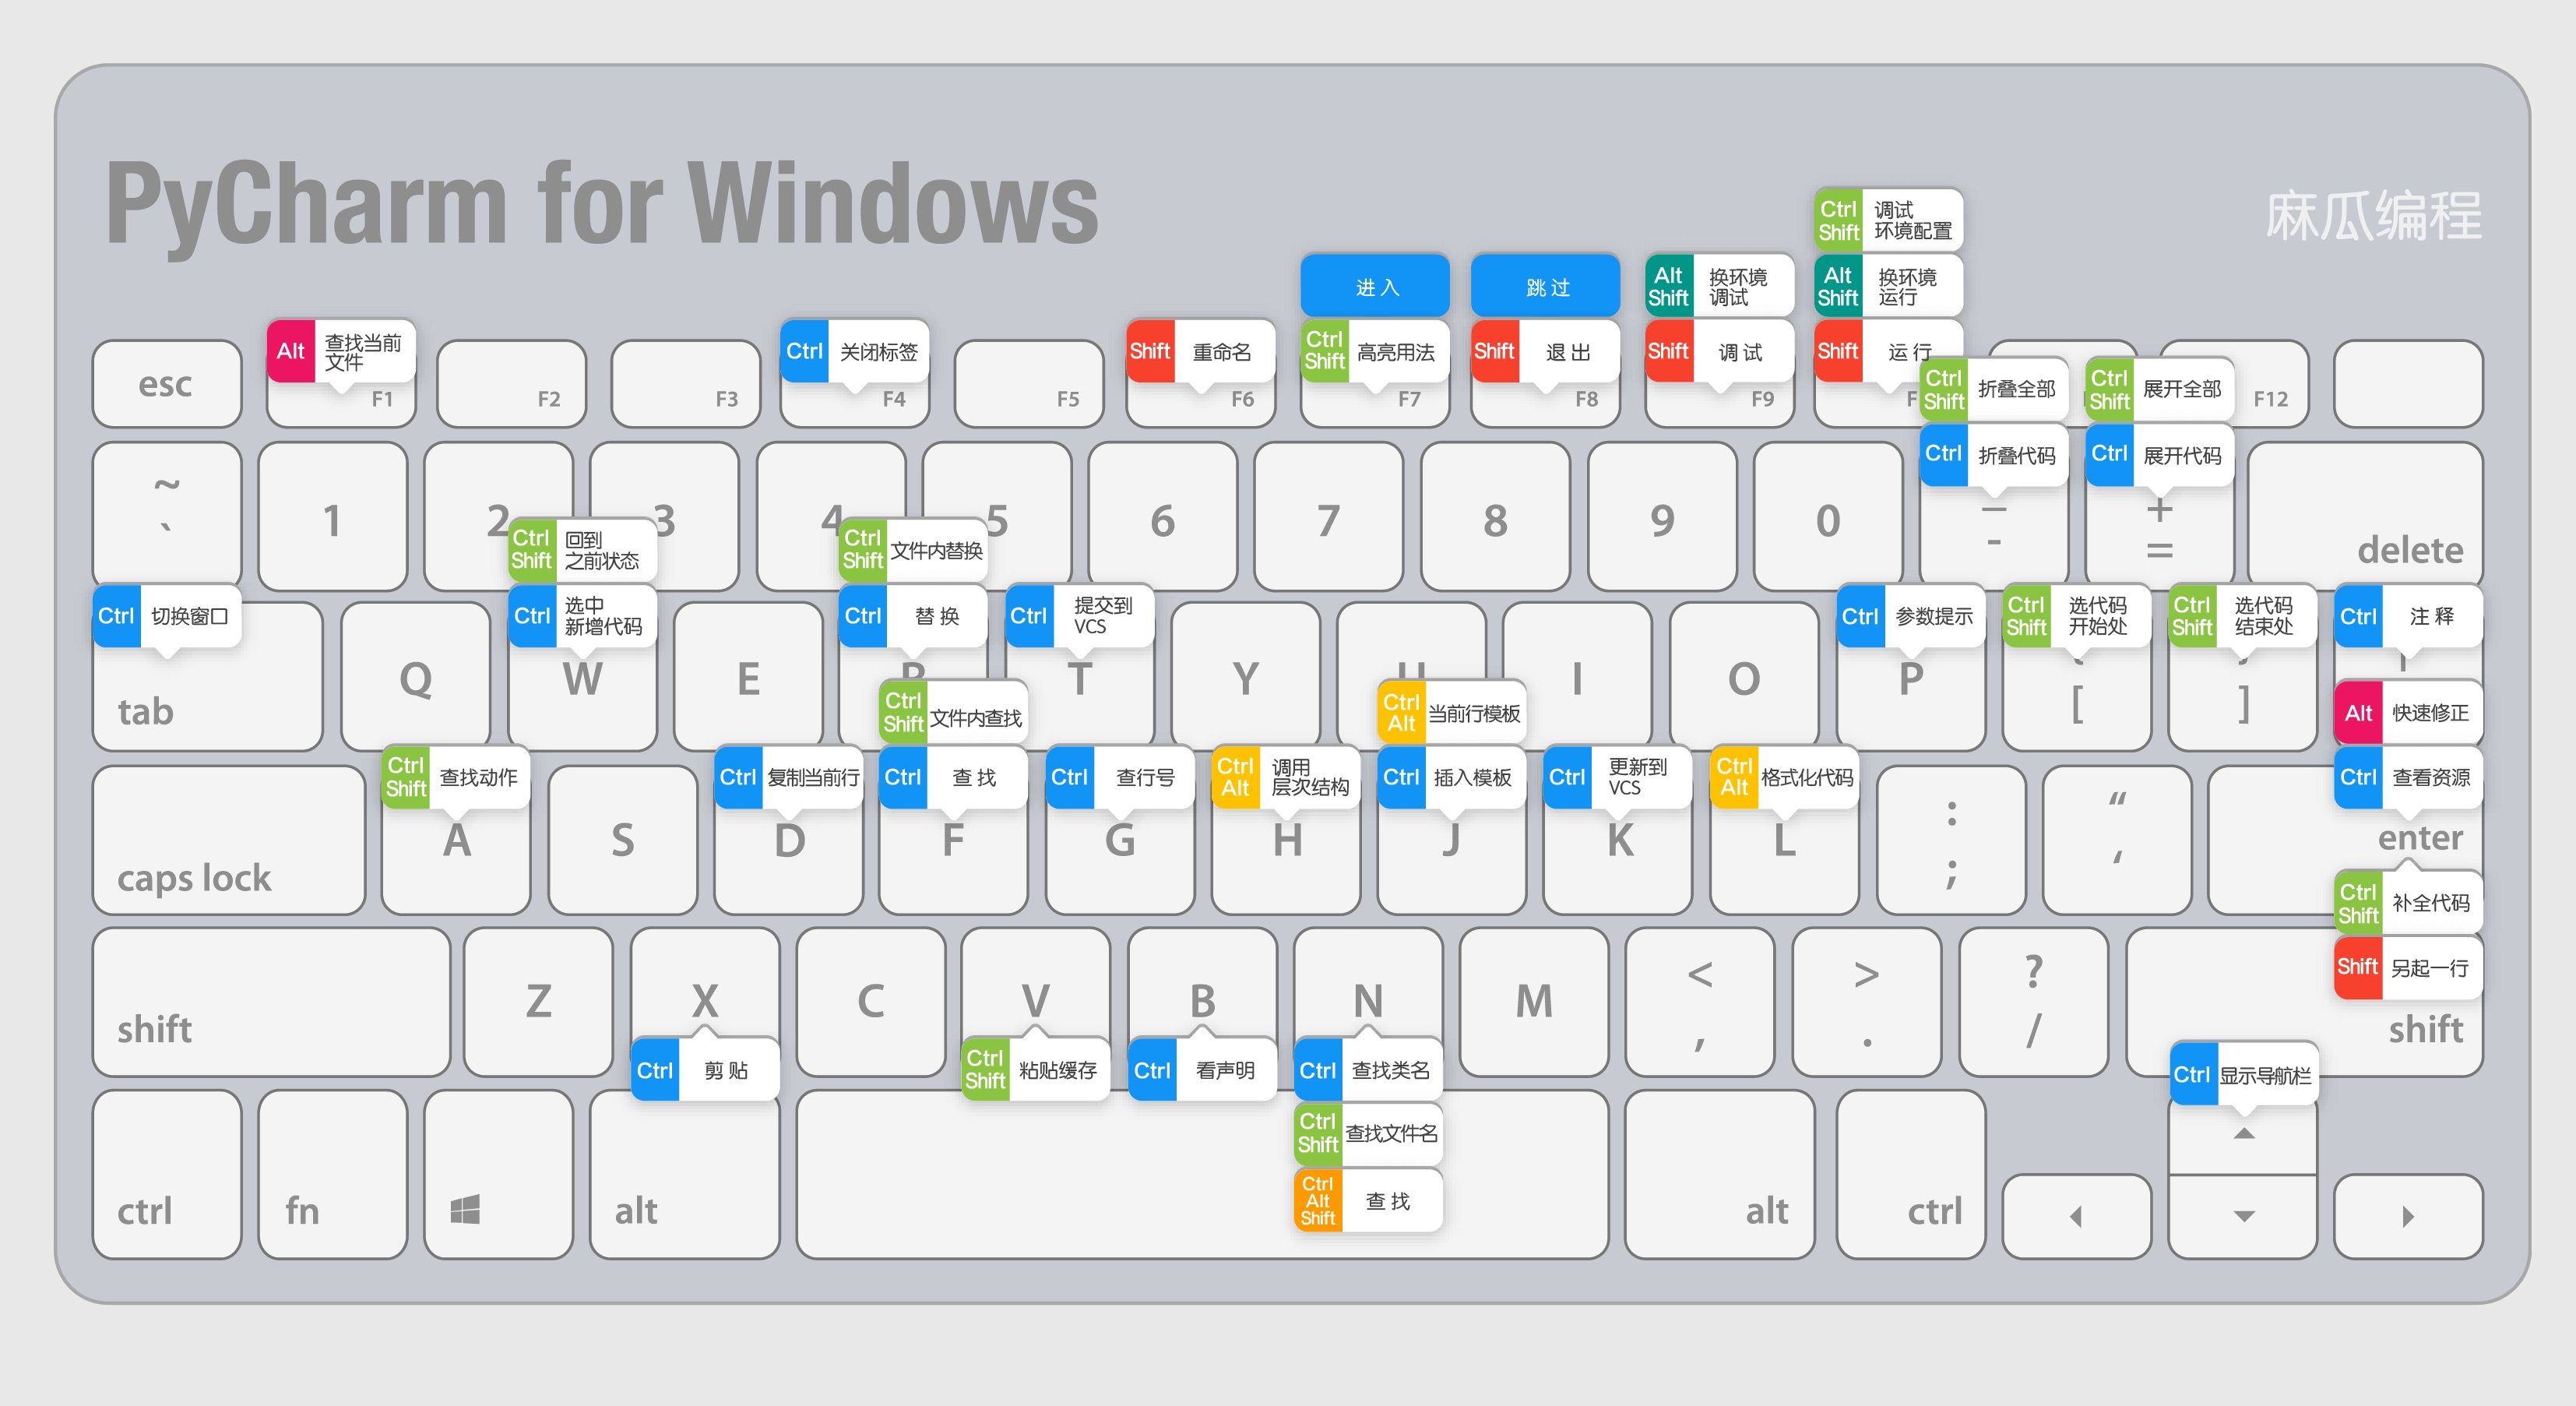 PyCharm for Windows
麻瓜编程
Ctrl Shift 调试 环境配置
进 入
跳 过
Alt Shift 换环境 调试
Alt Shift 换环境 运行
esc
Alt 查找当前 文件 F1
F2
F3
Ctrl 关闭标签 F4
F5
Shift 重命名 F6
Ctrl Shift 高亮用法 F7
Shift 退 出 F8
Shift 调 试 F9
Shift 运 行 F
Ctrl Shift 折叠全部
Ctrl Shift 展开全部
F12
Ctrl 折叠代码
Ctrl 展开代码
~ `
1
2
3
4
5
6
7
8
9
0
– -
+ =
delete
Ctrl Shift 回到 之前状态
Ctrl Shift 文件内替换
Ctrl 切换窗口
Ctrl 选中 新增代码
Ctrl 替 换
Ctrl 提交到 VCS
Ctrl 参数提示
Ctrl Shift 选代码 开始处
Ctrl Shift 选代码 结束处
Ctrl 注 释
tab
Q
W
E
R
T
Y
U
I
O
P
[
]
Ctrl Shift 文件内查找
Ctrl Alt 当前行模板
Alt 快速修正
Ctrl Shift 查找动作
Ctrl 复制当前行
Ctrl 查 找
Ctrl 查行号
Ctrl Alt 调用 层次结构
Ctrl 插入模板
Ctrl 更新到 VCS
Ctrl Alt 格式化代码
Ctrl 查看资源
caps lock
A
S
D
F
G
H
J
K
L
: ;
“ ‘
enter
Ctrl Shift 补全代码
Shift 另起一行
shift
Z
X
C
V
B
N
M
< ,
> .
? /
shift
Ctrl 剪 贴
Ctrl Shift 粘贴缓存
Ctrl 看声明
Ctrl 查找类名
Ctrl 显示导航栏
Ctrl Shift 查找文件名
Ctrl Alt Shift 查 找
ctrl
fn
alt
alt
ctrl